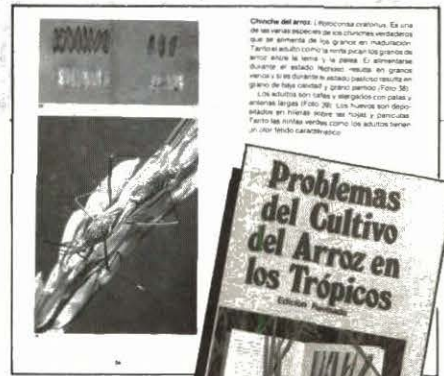 Chinche del arroz. Leptocorisa oratorius. Es una
de las varias especies de los chinches verdaderos
que se alimenta de los granos en maduración.
Tanto el adulto como la ninfa pican los granos de
arroz entre la lema y la palea. El alimentarse
durante el estado lechoso resulta en granos
vanos y si es durante el estado pastoso resulta en
grano de baja calidad y grano partido (Foto 38).
Los adultos son
y alargados con patas y
antenas largas (Foto 39). Los huevos son depo-
sitados en hileras sobre las hojas y panículas.
Tanto las ninfas verdes como los adultos tienen
un olor fétido característico.
Problemas
del Cultivo
del Arroz en
los Trópicos
Edición Revisada